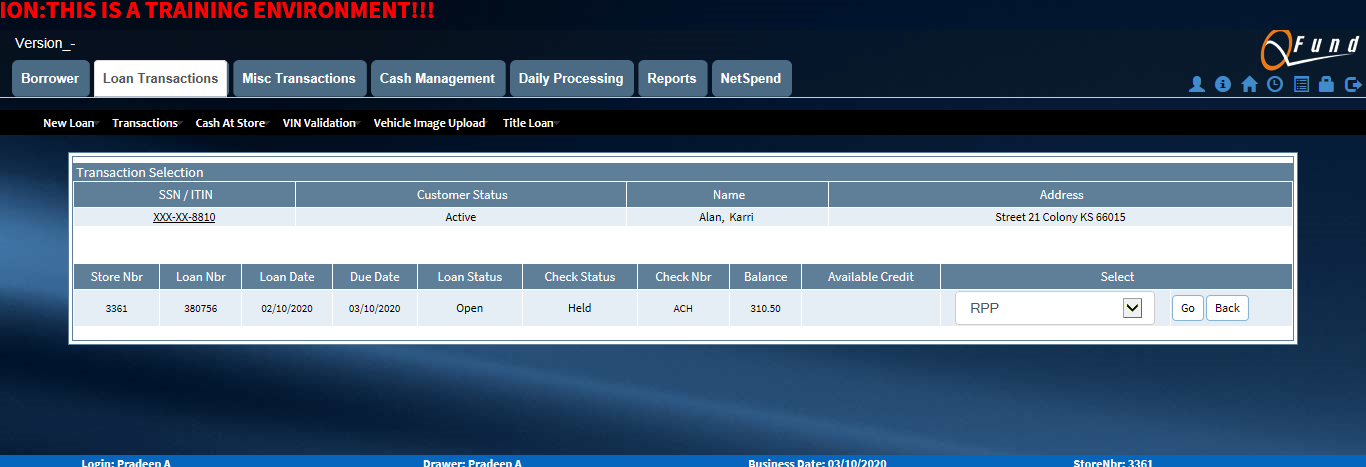 ION:THIS IS A TRAINING ENVIRONMENT!!!
Version_-
Fund
Borrower Loan Transactions Misc Transactions Cash Management Daily Processing Reports NetSpend
New Loan Transactions Cash At Store VIN Validation Vehicle Image Upload Title Loan
Transaction Selection
SSN / ITIN Customer Status Name Address
XXX-XX-8810 Active Alan, Karri Street 21 Colony KS 66015
Store Nbr Loan Nbr Loan Date Due Date Loan Status Check Status Check Nbr Balance Available Credit Select
3361 380756 02/10/2020 03/10/2020 Open Held ACH 310.50 RPP Go Back
Login: Pradeep A Drawer: Pradeep A Business Date: 03/10/2020 StoreNbr: 3361